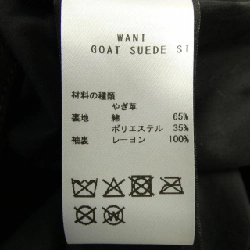 WANI
GOAT SUEDE ST
材料の種類
やぎ革
裏地 綿 65%
ポリエステル 35%
袖裏 レーヨン 100%